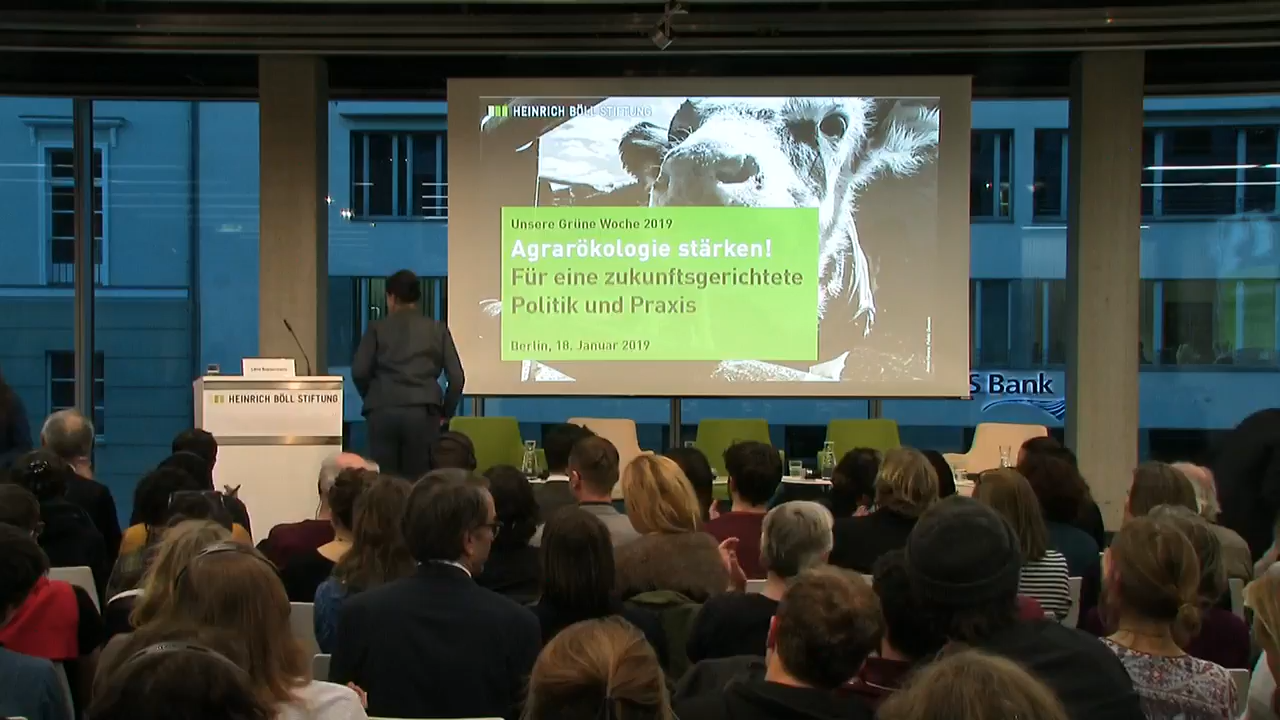 HEINRICH BÖLL STIFTUNG
Unsere Grüne Woche 2019
Agrarökologie stärken!
Für eine zukunftsgerichtete
Politik und Praxis
Berlin, 18. Januar 2019
HEINRICH BÖLL STIFTUNG
S Bank